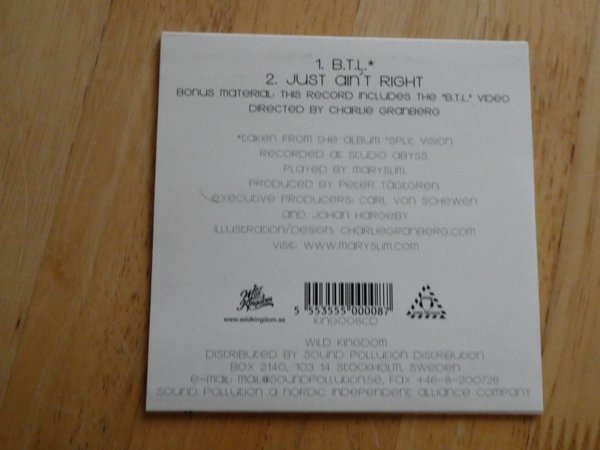 1. B.T.L.*
2. JUST AIN'T RIGHT
BONUS MATERIAL: THIS RECORD INCLUDES THE "B.T.L." VIDEO
DIRECTED BY CHARLIE GRANBERG
*TAKEN FROM THE ALBUM "SPLIT VISION
RECORDED AT STUDIO ABYSS.
PLAYED BY MARYSLIM.
PRODUCED BY PETER TÄGTGREN.
EXECUTIVE PRODUCERS: CARL VON SCHEWEN
AND JOHAN HARGEBY
ILLUSTRATION/DESIGN: CHARLIEGRANBERG.COM
VISIT: WWW.MARYSLIM.COM
Wild Kingdom
www.wildkingdom.se
5 553555 000087
KING008CD
WILD KINGDOM
DISTRIBUTED BY SOUND POLLUTION DISTRIBUTION
BOX 2140, 103 14 STOCKHOLM, SWEDEN
E-MAIL: MAIL@SOUNDPOLLUTION.SE, FAX +46-8-200726
SOUND POLLUTION A NORDIC INDEPENDENT ALLIANCE COMPANY